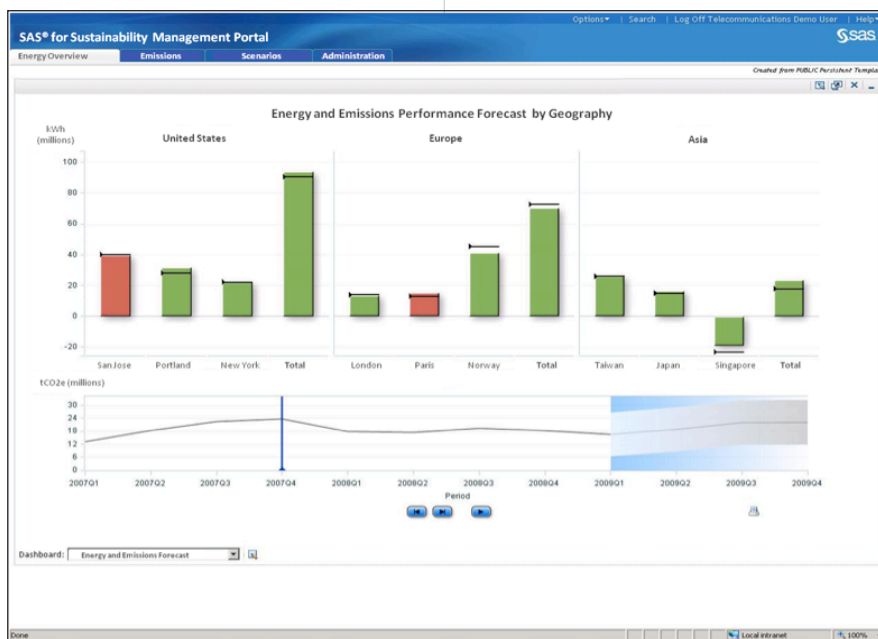 Options | Search | Log Off Telecommunications Demo User | Help
SAS® for Sustainability Management Portal
sas
Energy Overview Emissions Scenarios Administration
Created from PUBLIC Persistent Templa
Energy and Emissions Performance Forecast by Geography
kWh
(millions)
United States Europe Asia
100
80
60
40
20
0
-20
SanJose Portland New York Total London Paris Norway Total Taiwan Japan Singapore Total
tCO2e (millions)
30
24
18
12
6
0
2007Q1 2007Q2 2007Q3 2007Q4 2008Q1 2008Q2 2008Q3 2008Q4 2009Q1 2009Q2 2009Q3 2009Q4
Period
Dashboard: Energy and Emissions Forecast
Done Local intranet 100%